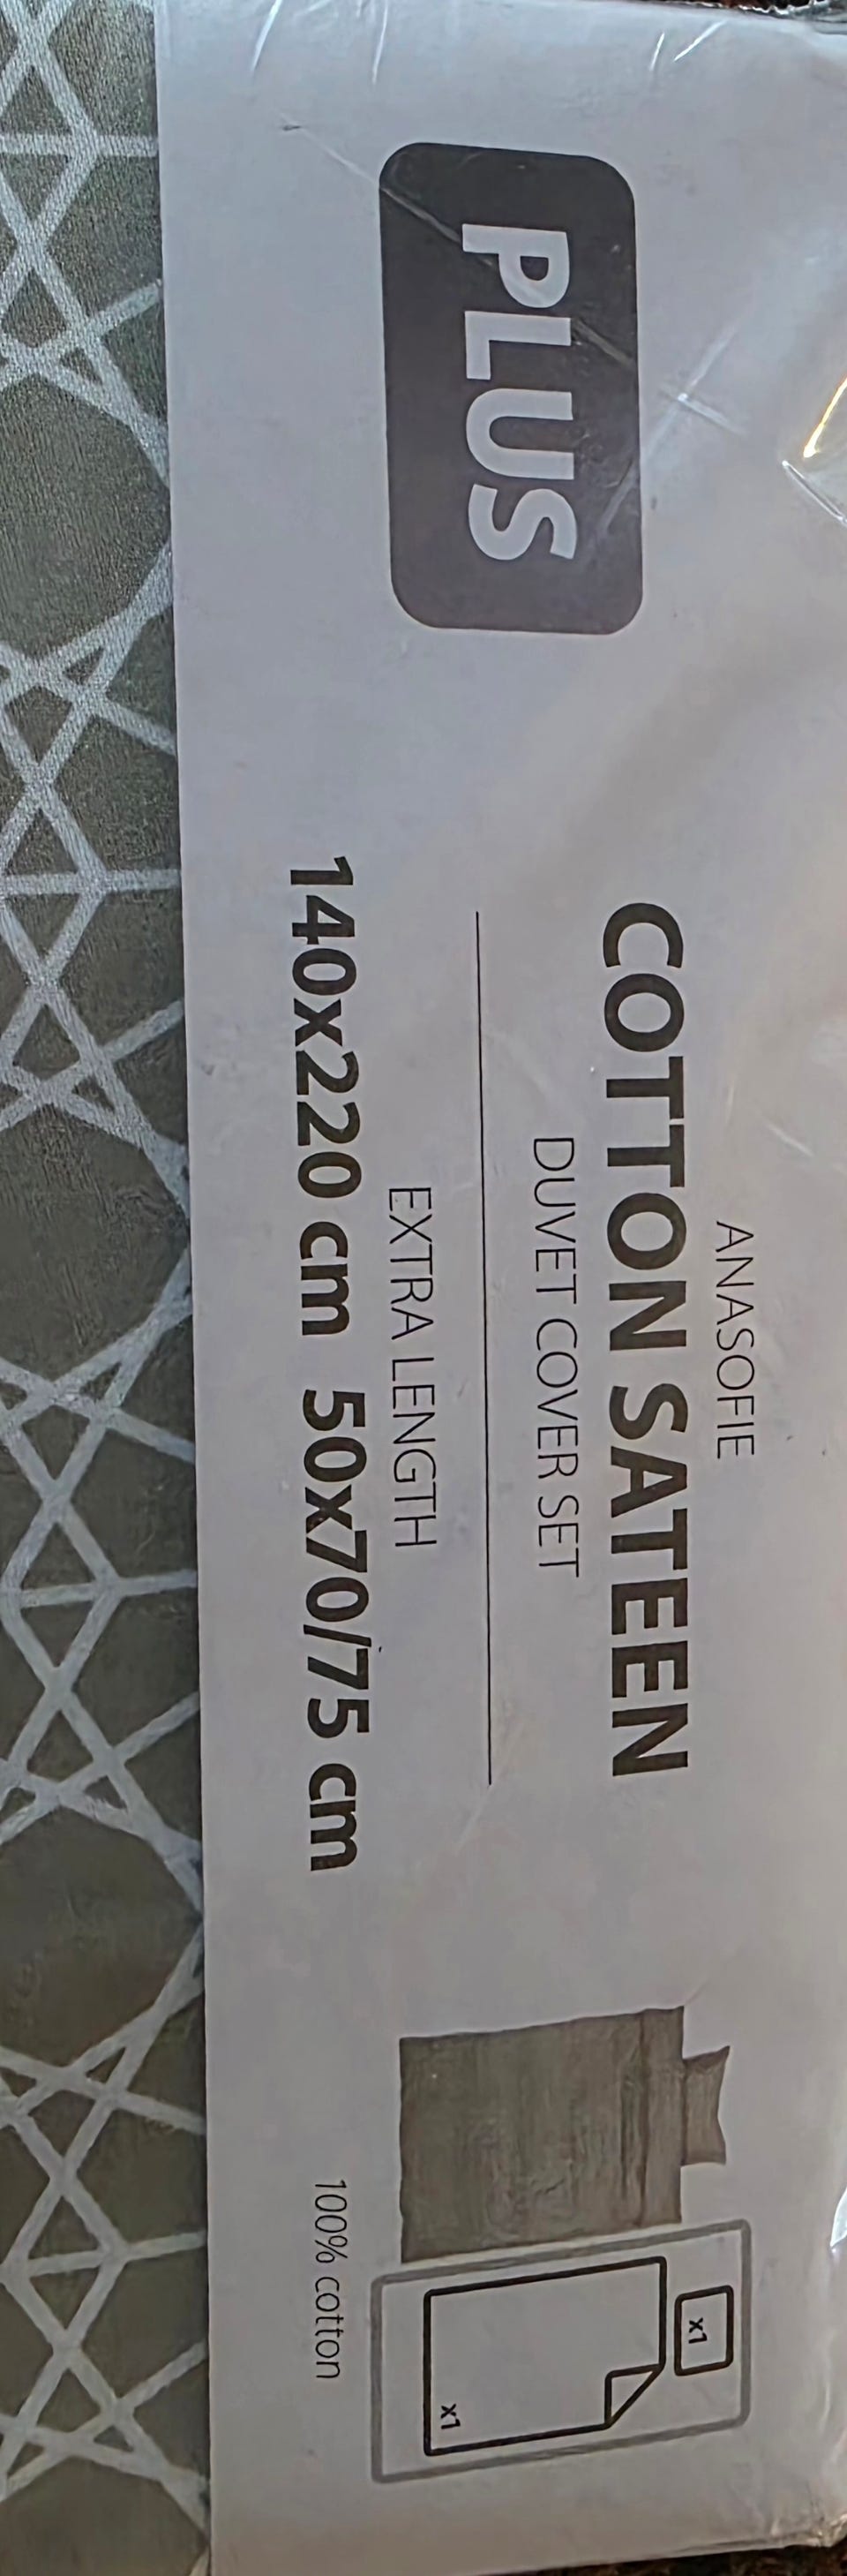 PLUS
ANASOFIE
COTTON SATEEN
DUVET COVER SET
EXTRA LENGTH
140x220 cm 50x70/75 cm
x1
x1
100% cotton